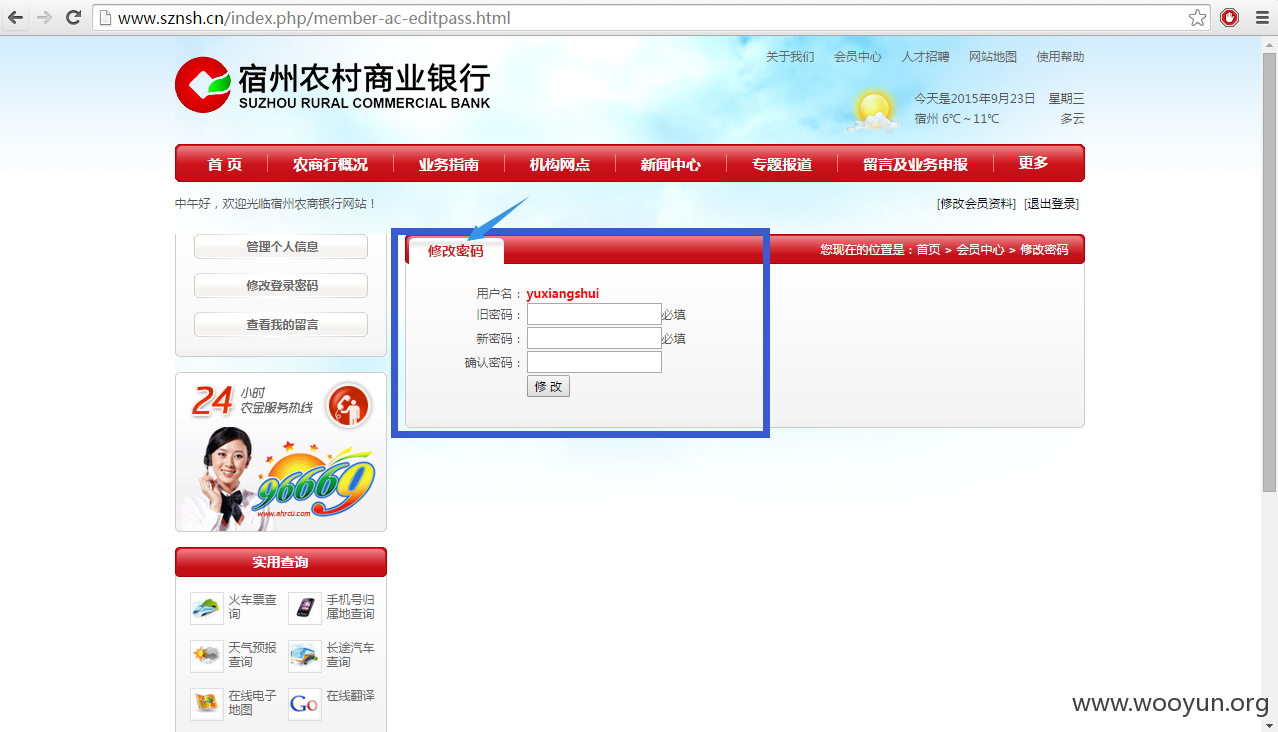 www.sznsh.cn/index.php/member-ac-editpass.html
关于我们 会员中心 人才招聘 网站地图 使用帮助
宿州农村商业银行
SUZHOU RURAL COMMERCIAL BANK
今天是2015年9月23日 星期三
宿州 6℃~11℃ 多云
首 页 农商行概况 业务指南 机构网点 新闻中心 专题报道 留言及业务申报 更多
中午好，欢迎光临宿州农商银行网站！ [修改会员资料] [退出登录]
管理个人信息
修改登录密码
查看我的留言
修改密码
您现在的位置是：首页 > 会员中心 > 修改密码
用户名： yuxiangshui
旧密码： 必填
新密码： 必填
确认密码：
修 改
24 小时
农金服务热线
96669
www.ahrcu.com
实用查询
火车票查询
手机号归属地查询
天气预报查询
长途汽车查询
在线电子地图
Go 在线翻译
www.wooyun.org